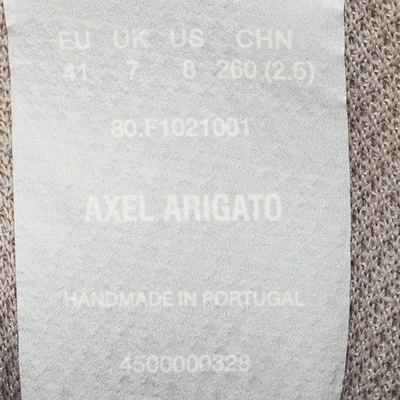 EU UK US CHN
41 7 8 260 (2.5)
80.F1021001
AXEL ARIGATO
HANDMADE IN PORTUGAL
4500000328